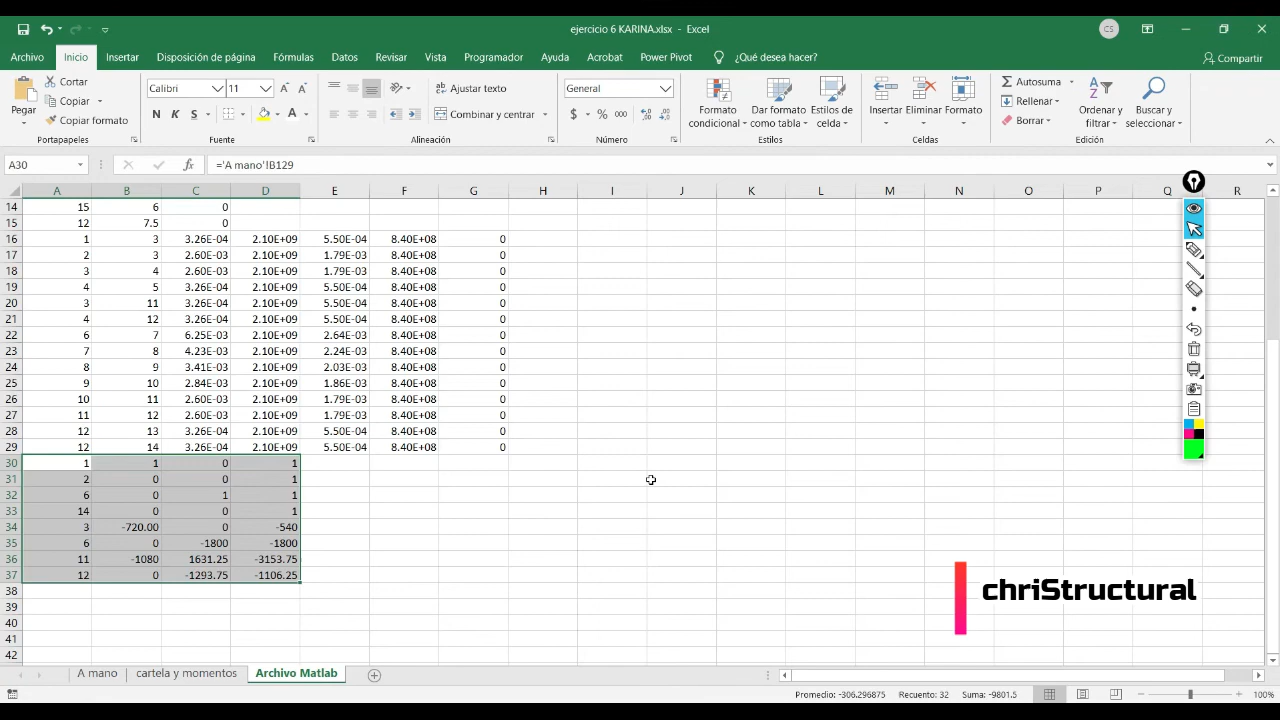 ejercicio 6 KARINA.xlsx - Excel
CS
Archivo Inicio Insertar Disposición de página Fórmulas Datos Revisar Vista Programador Ayuda Acrobat Power Pivot ¿Qué desea hacer? Compartir
Pegar
Cortar
Copiar
Copiar formato
Portapapeles
Calibri 11
N K S
Fuente
Ajustar texto
Combinar y centrar
Alineación
General
$ % 000
Número
Formato condicional
Dar formato como tabla
Estilos de celda
Estilos
Insertar
Eliminar
Formato
Celdas
Autosuma
Rellenar
Borrar
Ordenar y filtrar
Buscar y seleccionar
Edición
A30 fx ='A mano'!B129
A B C D E F G H I J K L M N O P Q R
14 15 6 0
15 12 7.5 0
16 1 3 3.26E-04 2.10E+09 5.50E-04 8.40E+08 0
17 2 3 2.60E-03 2.10E+09 1.79E-03 8.40E+08 0
18 3 4 2.60E-03 2.10E+09 1.79E-03 8.40E+08 0
19 4 5 3.26E-04 2.10E+09 5.50E-04 8.40E+08 0
20 3 11 3.26E-04 2.10E+09 5.50E-04 8.40E+08 0
21 4 12 3.26E-04 2.10E+09 5.50E-04 8.40E+08 0
22 6 7 6.25E-03 2.10E+09 2.64E-03 8.40E+08 0
23 7 8 4.23E-03 2.10E+09 2.24E-03 8.40E+08 0
24 8 9 3.41E-03 2.10E+09 2.03E-03 8.40E+08 0
25 9 10 2.84E-03 2.10E+09 1.86E-03 8.40E+08 0
26 10 11 2.60E-03 2.10E+09 1.79E-03 8.40E+08 0
27 11 12 2.60E-03 2.10E+09 1.79E-03 8.40E+08 0
28 12 13 3.26E-04 2.10E+09 5.50E-04 8.40E+08 0
29 12 14 3.26E-04 2.10E+09 5.50E-04 8.40E+08 0
30 1 1 0 1
31 2 0 0 1
32 6 0 1 1
33 14 0 0 1
34 3 -720.00 0 -540
35 6 0 -1800 -1800
36 11 -1080 1631.25 -3153.75
37 12 0 -1293.75 -1106.25
38
39
40
41
42
chriStructural
A mano cartela y momentos Archivo Matlab
Promedio: -306.296875 Recuento: 32 Suma: -9801.5 100%